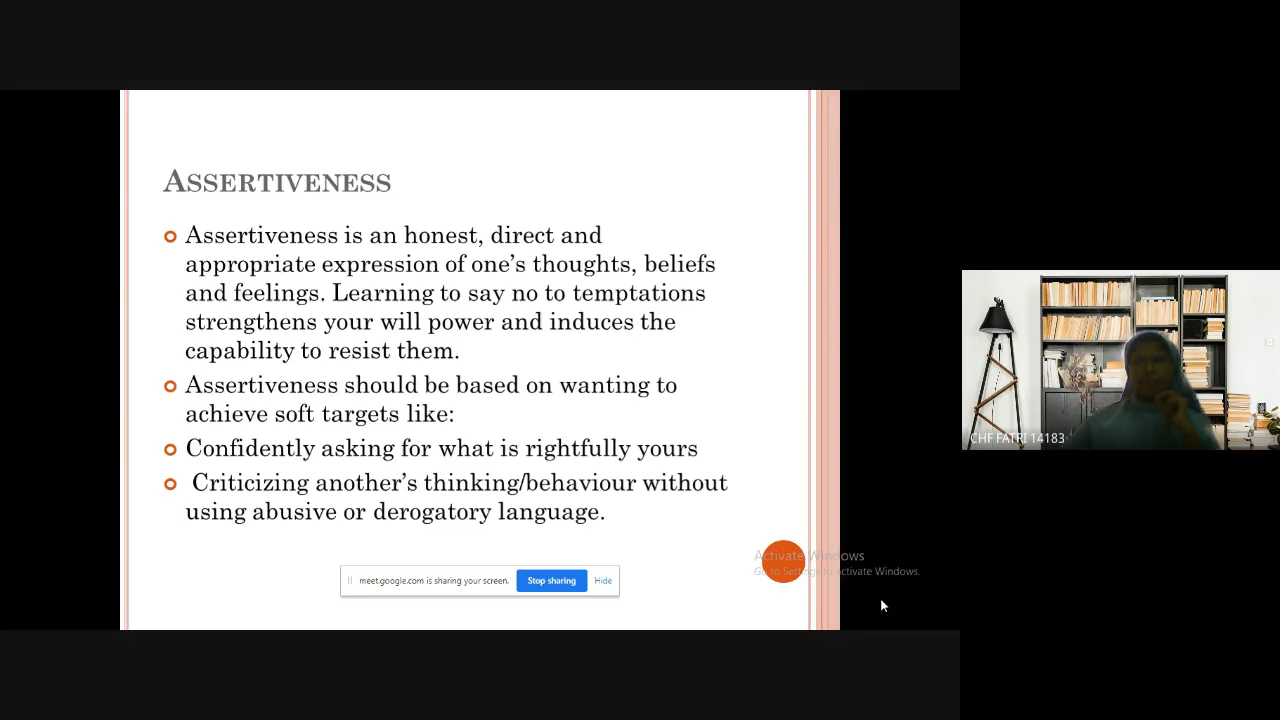 ASSERTIVENESS
Assertiveness is an honest, direct and
appropriate expression of one's thoughts, beliefs
and feelings. Learning to say no to temptations
strengthens your will power and induces the
capability to resist them.
Assertiveness should be based on wanting to
achieve soft targets like:
Confidently asking for what is rightfully yours
Criticizing another's thinking/behaviour without
using abusive or derogatory language.
Activate Windows
Go to Settings to activate Windows.
meet.google.com is sharing your screen. Stop sharing Hide
CHF FATRI 14183